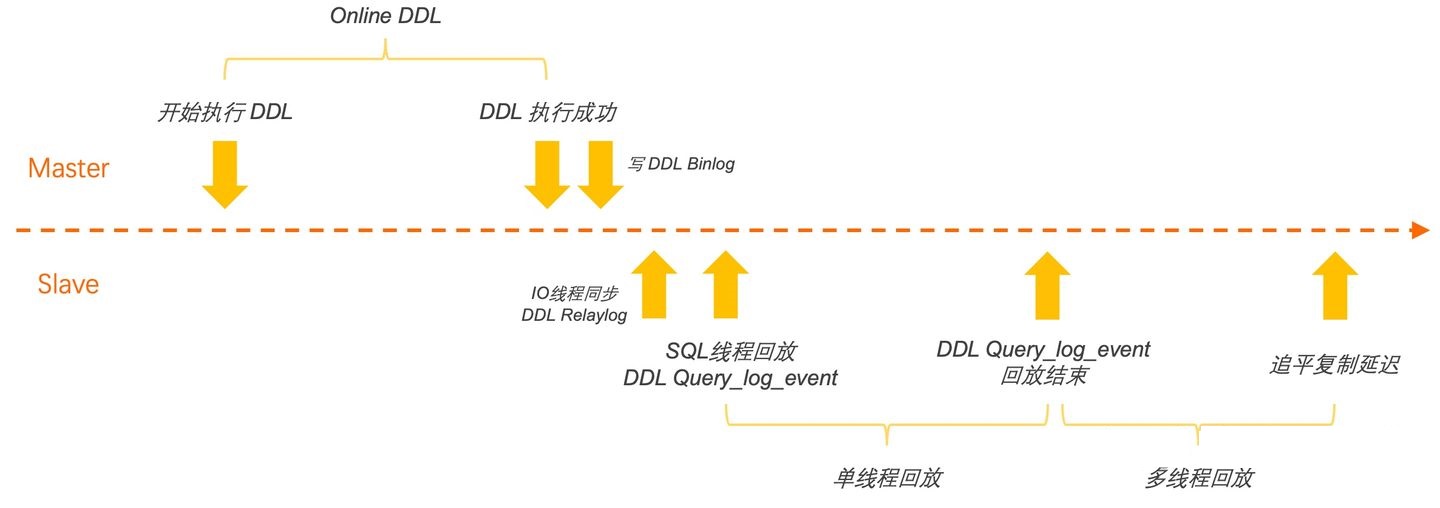 Online DDL
开始执行 DDL
DDL 执行成功
Master
写 DDL Binlog
Slave
IO线程同步
DDL Relaylog
SQL线程回放
DDL Query_log_event
DDL Query_log_event
回放结束
追平复制延迟
单线程回放
多线程回放